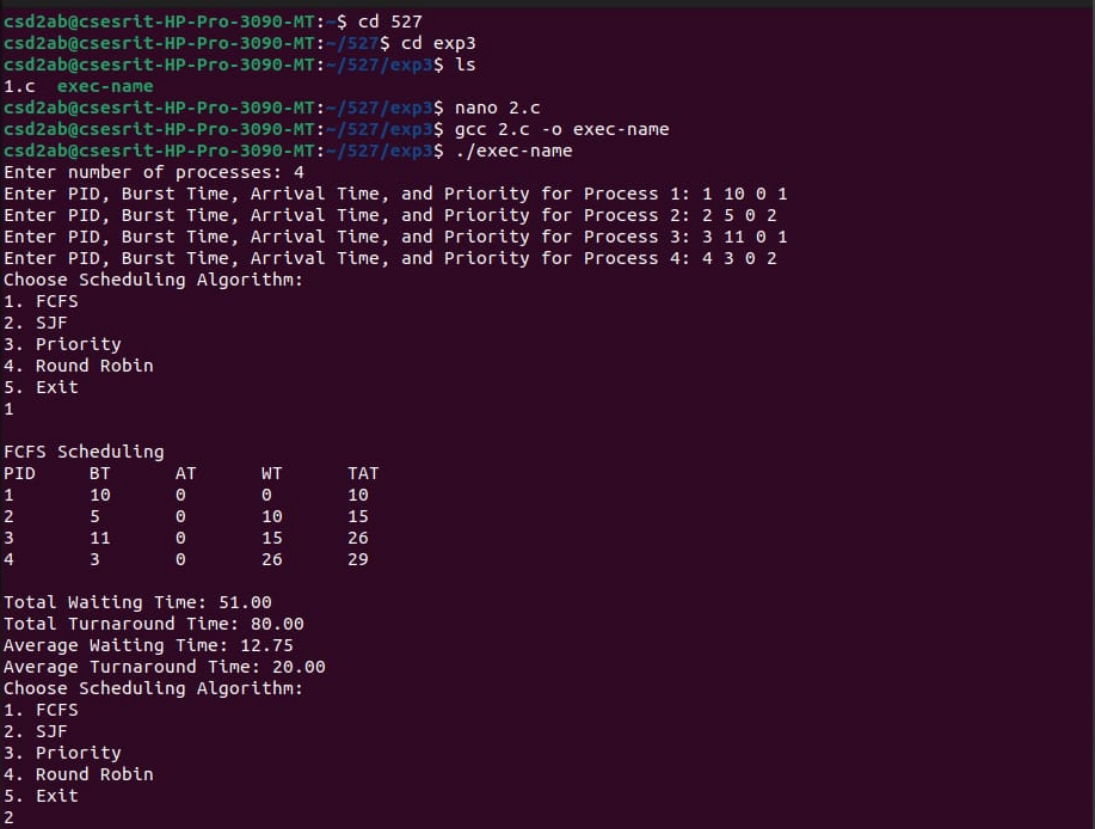 csd2ab@csesrit-HP-Pro-3090-MT:~$ cd 527
csd2ab@csesrit-HP-Pro-3090-MT:~/527$ cd exp3
csd2ab@csesrit-HP-Pro-3090-MT:~/527/exp3$ ls
1.c  exec-name
csd2ab@csesrit-HP-Pro-3090-MT:~/527/exp3$ nano 2.c
csd2ab@csesrit-HP-Pro-3090-MT:~/527/exp3$ gcc 2.c -o exec-name
csd2ab@csesrit-HP-Pro-3090-MT:~/527/exp3$ ./exec-name
Enter number of processes: 4
Enter PID, Burst Time, Arrival Time, and Priority for Process 1: 1 10 0 1
Enter PID, Burst Time, Arrival Time, and Priority for Process 2: 2 5 0 2
Enter PID, Burst Time, Arrival Time, and Priority for Process 3: 3 11 0 1
Enter PID, Burst Time, Arrival Time, and Priority for Process 4: 4 3 0 2
Choose Scheduling Algorithm:
1. FCFS
2. SJF
3. Priority
4. Round Robin
5. Exit
1

FCFS Scheduling
PID     BT      AT      WT      TAT
1       10      0       0       10
2       5       0       10      15
3       11      0       15      26
4       3       0       26      29

Total Waiting Time: 51.00
Total Turnaround Time: 80.00
Average Waiting Time: 12.75
Average Turnaround Time: 20.00
Choose Scheduling Algorithm:
1. FCFS
2. SJF
3. Priority
4. Round Robin
5. Exit
2